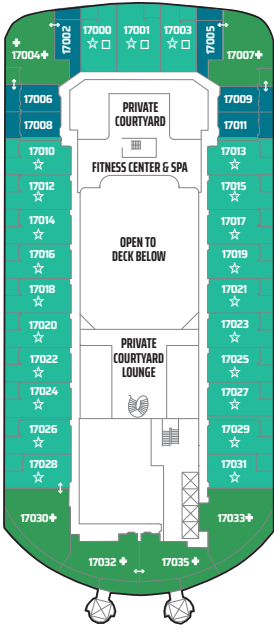 17002 17000 17001 17003 17005
17004 17007
17006 17009
17008 17011
PRIVATE
COURTYARD
17010 17013
FITNESS CENTER & SPA
17012 17015
17014 17017
OPEN TO
DECK BELOW
17016 17019
17018 17021
17020 17023
PRIVATE
COURTYARD
LOUNGE
17022 17025
17024 17027
17026 17029
17028 17031
17030 17033
17032 17035